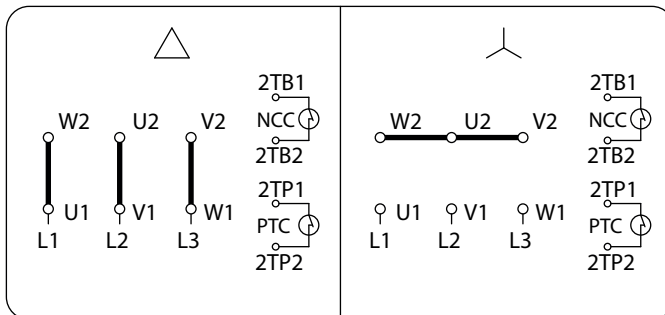 2TB1
W2 U2 V2 NCC
2TB2
2TP1
U1 V1 W1
PTC
L1 L2 L3
2TP2
2TB1
W2 U2 V2 NCC
2TB2
2TP1
U1 V1 W1
PTC
L1 L2 L3
2TP2